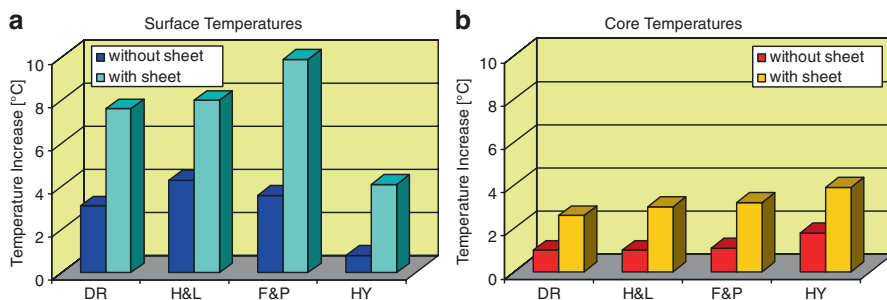 a
Surface Temperatures
without sheet
with sheet
Temperature Increase [°C]
10
8
6
4
2
0
DR H&L F&P HY
b
Core Temperatures
without sheet
with sheet
Temperature Increase [°C]
10
8
6
4
2
0
DR H&L F&P HY